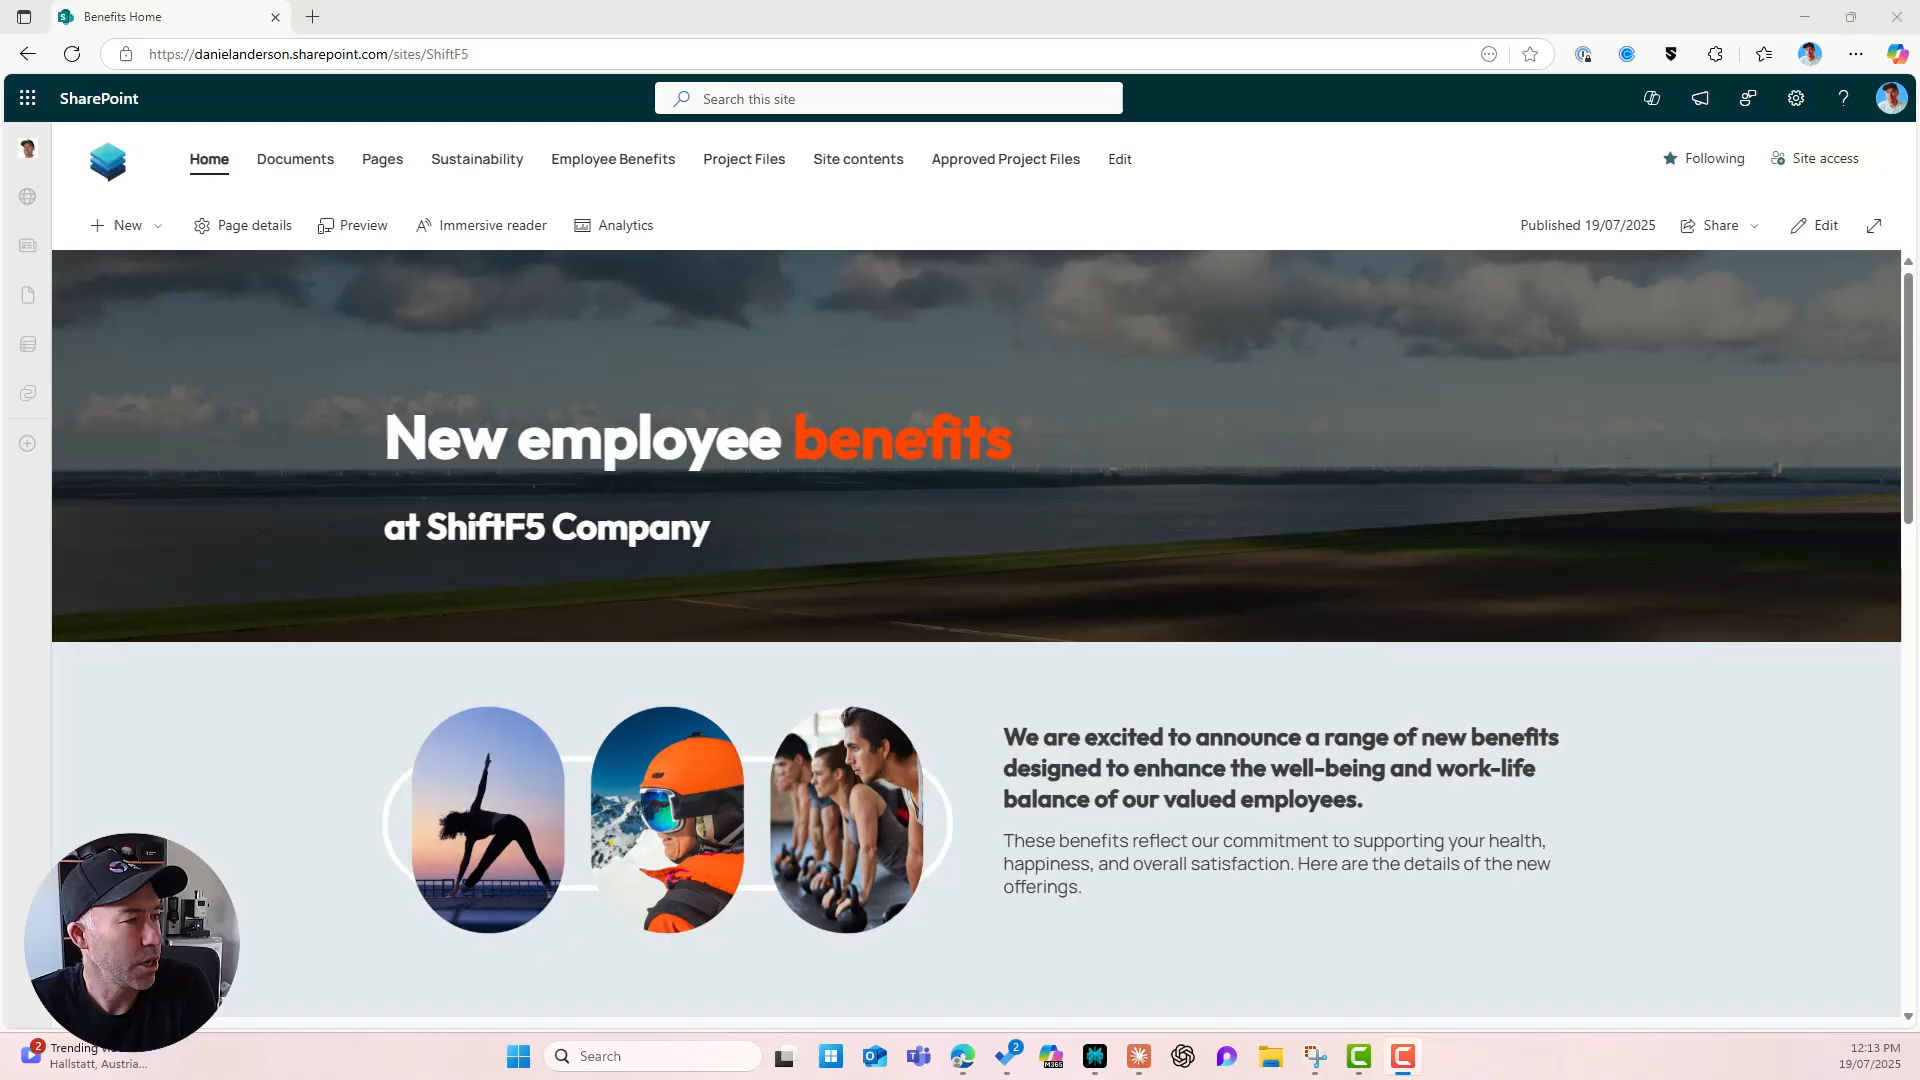 Benefits Home
https://danielanderson.sharepoint.com/sites/ShiftF5
SharePoint
Search this site
Home Documents Pages Sustainability Employee Benefits Project Files Site contents Approved Project Files Edit
Following Site access
New Page details Preview Immersive reader Analytics
Published 19/07/2025 Share Edit
New employee benefits
at ShiftF5 Company
We are excited to announce a range of new benefits
designed to enhance the well-being and work-life
balance of our valued employees.
These benefits reflect our commitment to supporting your health,
happiness, and overall satisfaction. Here are the details of the new
offerings.
2
Trending
Hallstatt, Austria...
Search
2
M365
12:13 PM
19/07/2025